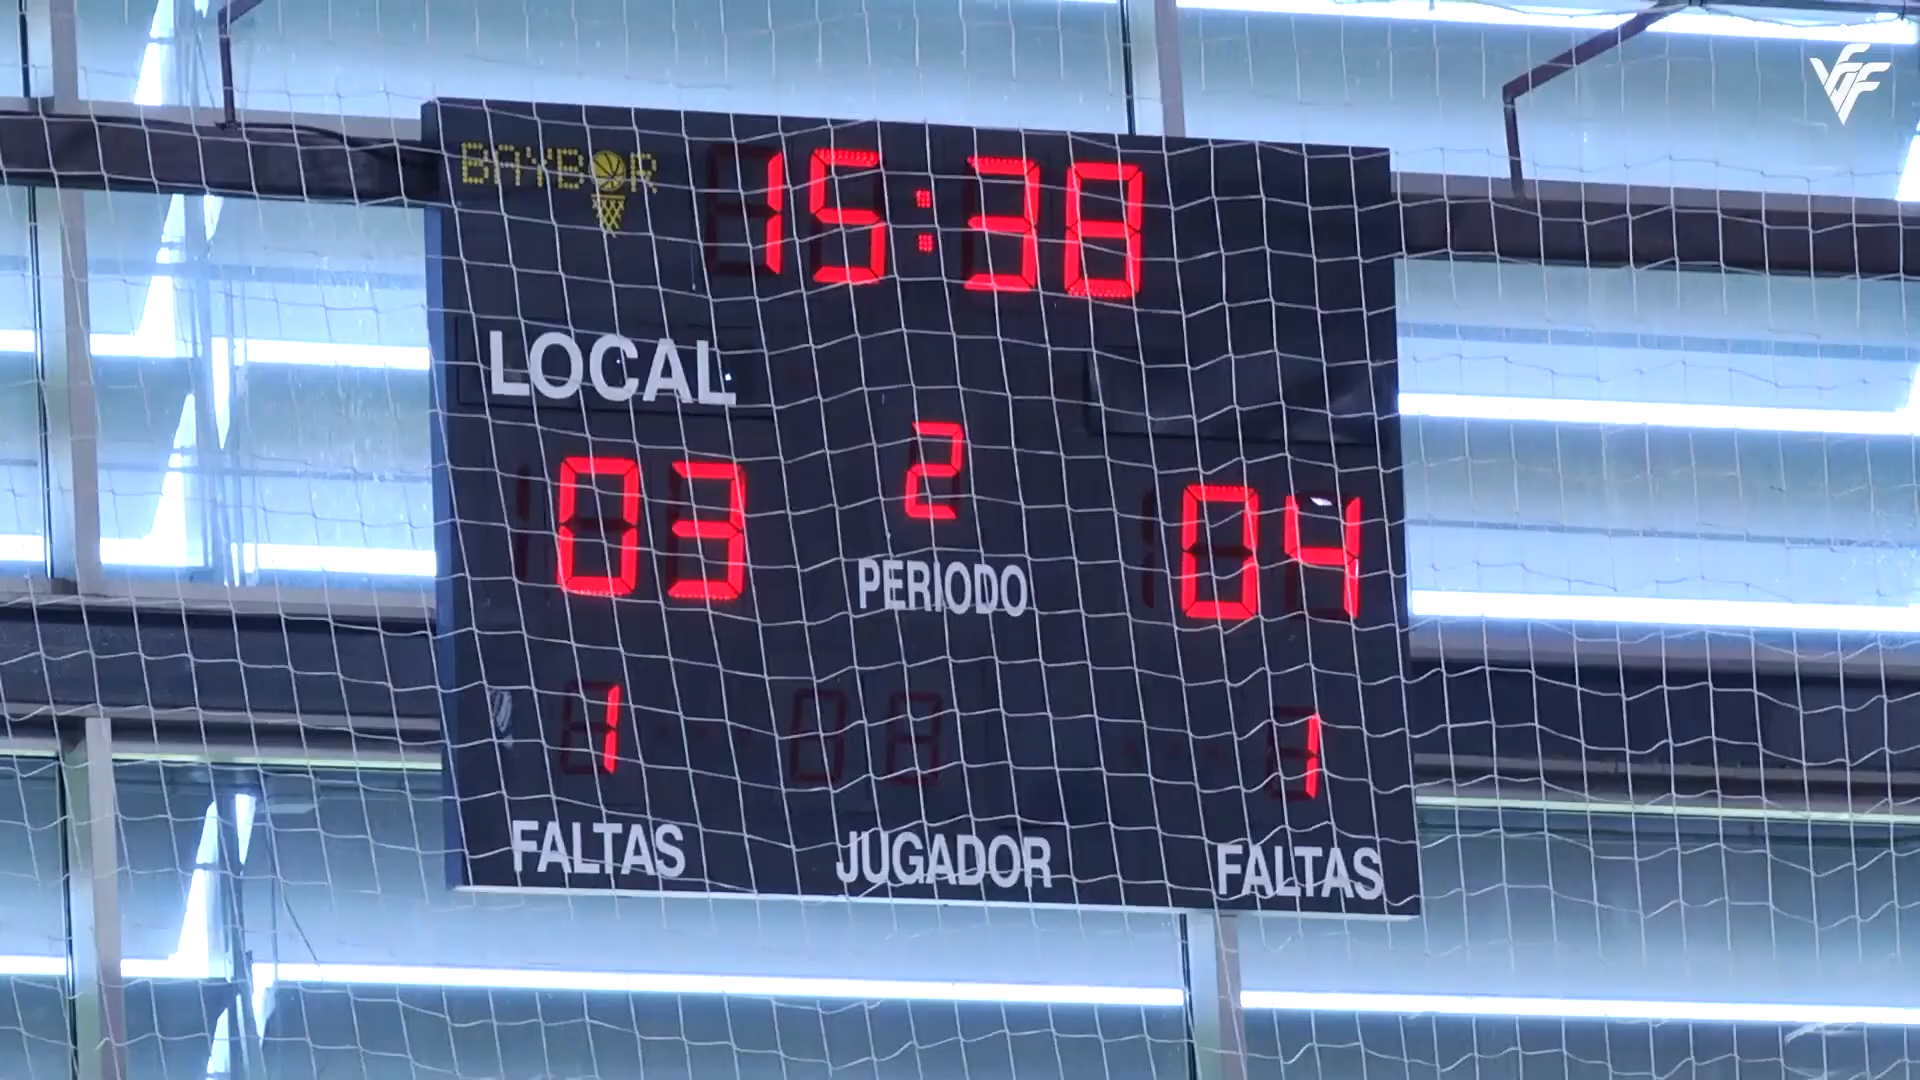 BAYBOR
15:38
LOCAL
2
03
04
PERIODO
1
1
FALTAS
JUGADOR
FALTAS